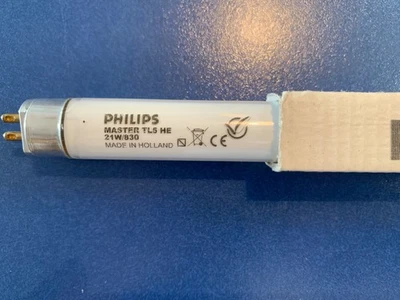 PHILIPS
MASTER TL5 HE
21W/830
MADE IN HOLLAND CE